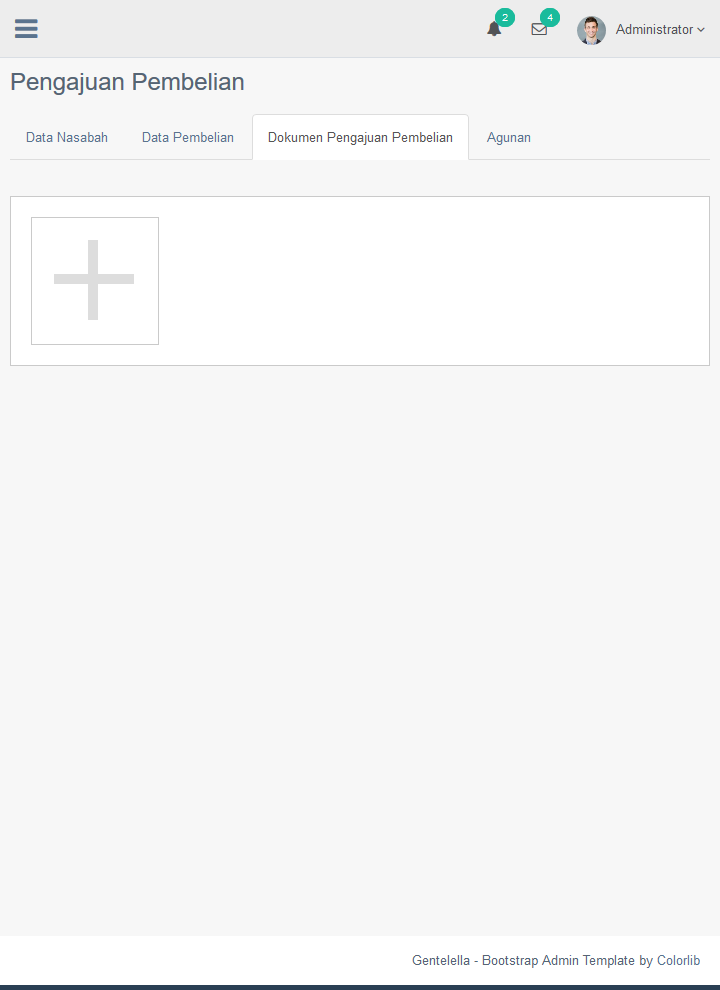 2
4
Administrator
Pengajuan Pembelian
Data Nasabah
Data Pembelian
Dokumen Pengajuan Pembelian
Agunan
Gentelella - Bootstrap Admin Template by Colorlib